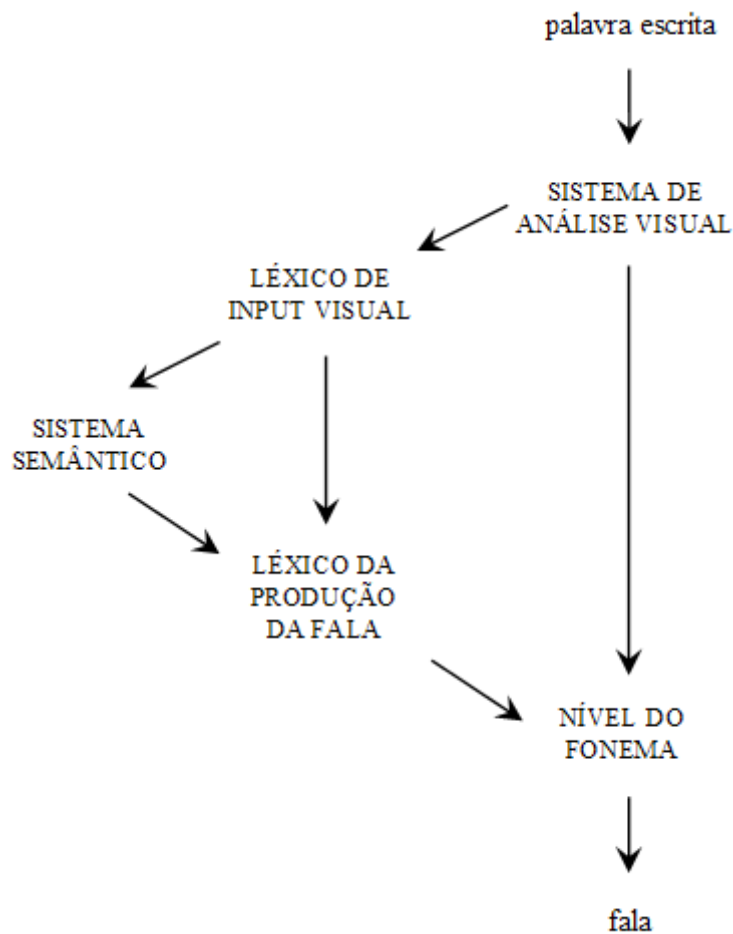 palavra escrita
SISTEMA DE
ANÁLISE VISUAL
LÉXICO DE
INPUT VISUAL
SISTEMA
SEMÂNTICO
LÉXICO DA
PRODUÇÃO
DA FALA
NÍVEL DO
FONEMA
fala